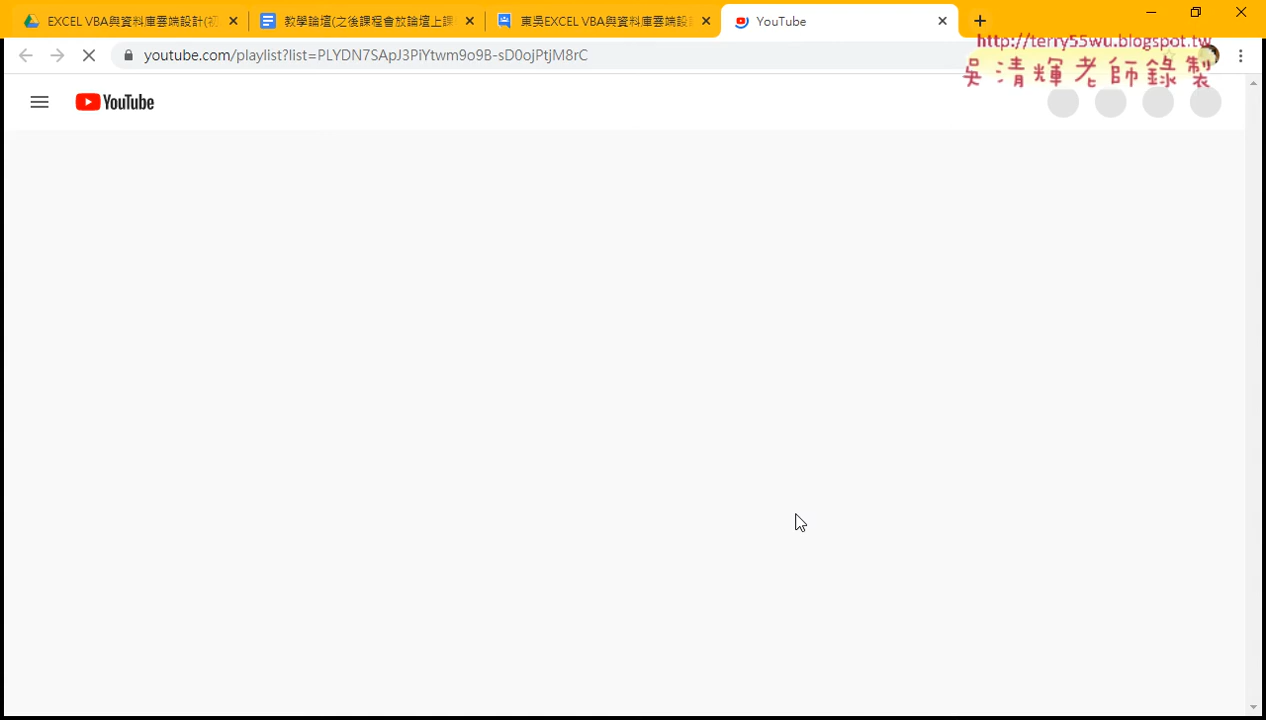 EXCEL VBA與資料庫雲端設計(初
教學論壇(之後課程會放論壇上課
東吳EXCEL VBA與資料庫雲端設
YouTube
youtube.com/playlist?list=PLYDN7SApJ3PiYtwm9o9B-sD0ojPtjM8rC
http://terry55wu.blogspot.tw
吳清輝老師錄製
YouTube